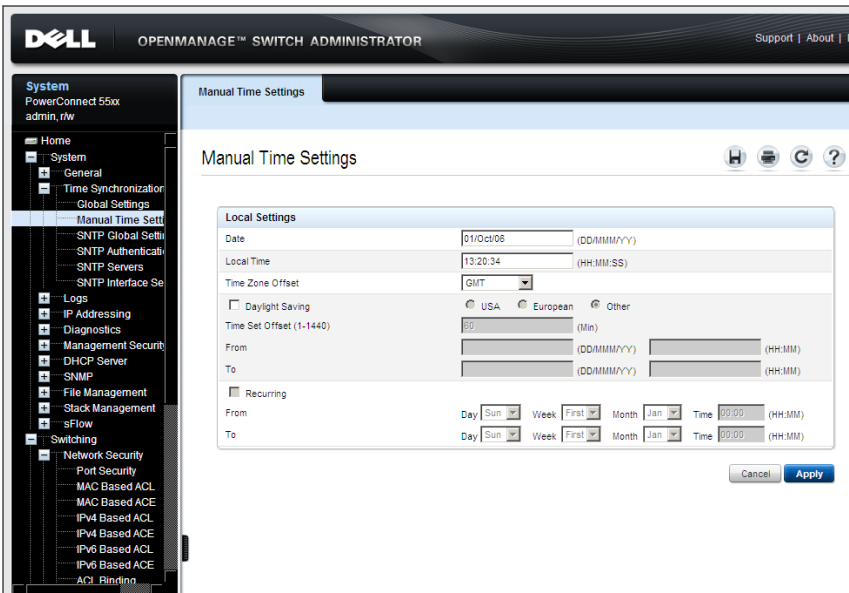 DELL
OPENMANAGE™ SWITCH ADMINISTRATOR
Support | About |
System
PowerConnect 55xx
admin, r/w
Home
System
General
Time Synchronization
Global Settings
Manual Time Setti
SNTP Global Settin
SNTP Authenticati
SNTP Servers
SNTP Interface Se
Logs
IP Addressing
Diagnostics
Management Security
DHCP Server
SNMP
File Management
Stack Management
sFlow
Switching
Network Security
Port Security
MAC Based ACL
MAC Based ACE
IPv4 Based ACL
IPv4 Based ACE
IPv6 Based ACL
IPv6 Based ACE
ACL Binding
Manual Time Settings
Manual Time Settings
Local Settings
Date 01/Oct/06 (DD/MMM/YY)
Local Time 13:20:34 (HH:MM:SS)
Time Zone Offset GMT
Daylight Saving USA European Other
Time Set Offset (1-1440) 60 (Min)
From (DD/MMM/YY) (HH:MM)
To (DD/MMM/YY) (HH:MM)
Recurring
From Day Sun Week First Month Jan Time 00:00 (HH:MM)
To Day Sun Week First Month Jan Time 00:00 (HH:MM)
Cancel Apply